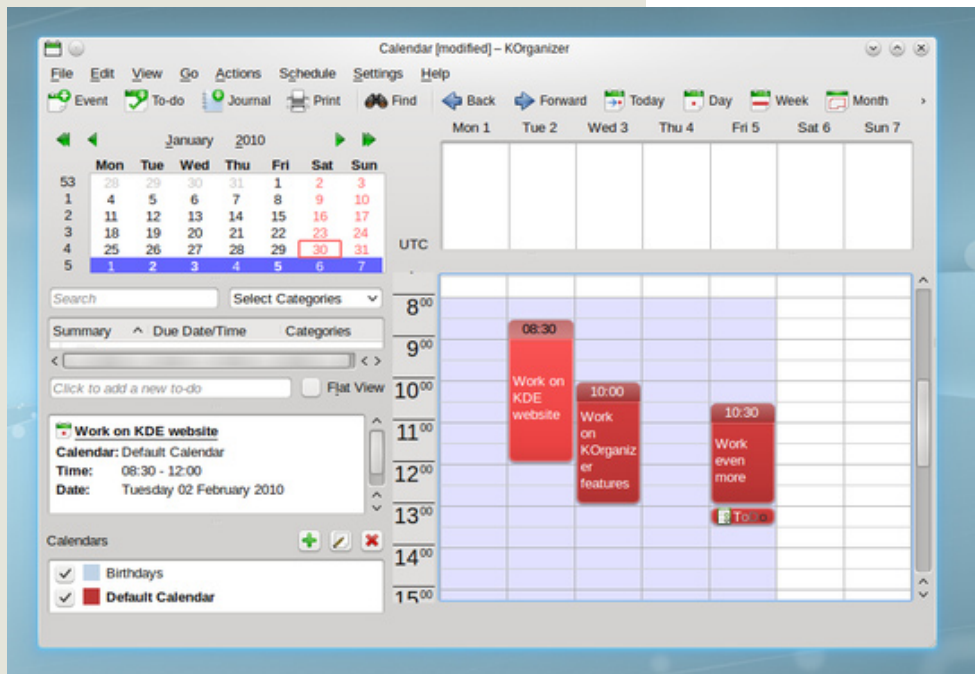 Calendar [modified] – KOrganizer
File Edit View Go Actions Schedule Settings Help
Event To-do Journal Print Find Back Forward Today Day Week Month
January 2010
Mon Tue Wed Thu Fri Sat Sun
53 28 29 30 31 1 2 3
1 4 5 6 7 8 9 10
2 11 12 13 14 15 16 17
3 18 19 20 21 22 23 24
4 25 26 27 28 29 30 31
5 1 2 3 4 5 6 7
Search
Select Categories
Summary Due Date/Time Categories
Click to add a new to-do
Flat View
Work on KDE website
Calendar: Default Calendar
Time: 08:30 - 12:00
Date: Tuesday 02 February 2010
Calendars
Birthdays
Default Calendar
Mon 1 Tue 2 Wed 3 Thu 4 Fri 5 Sat 6 Sun 7
UTC
8 00
9 00
10 00
11 00
12 00
13 00
14 00
15 00
08:30
Work on
KDE
website
10:00
Work
on
KOrganiz
er
features
10:30
Work
even
more